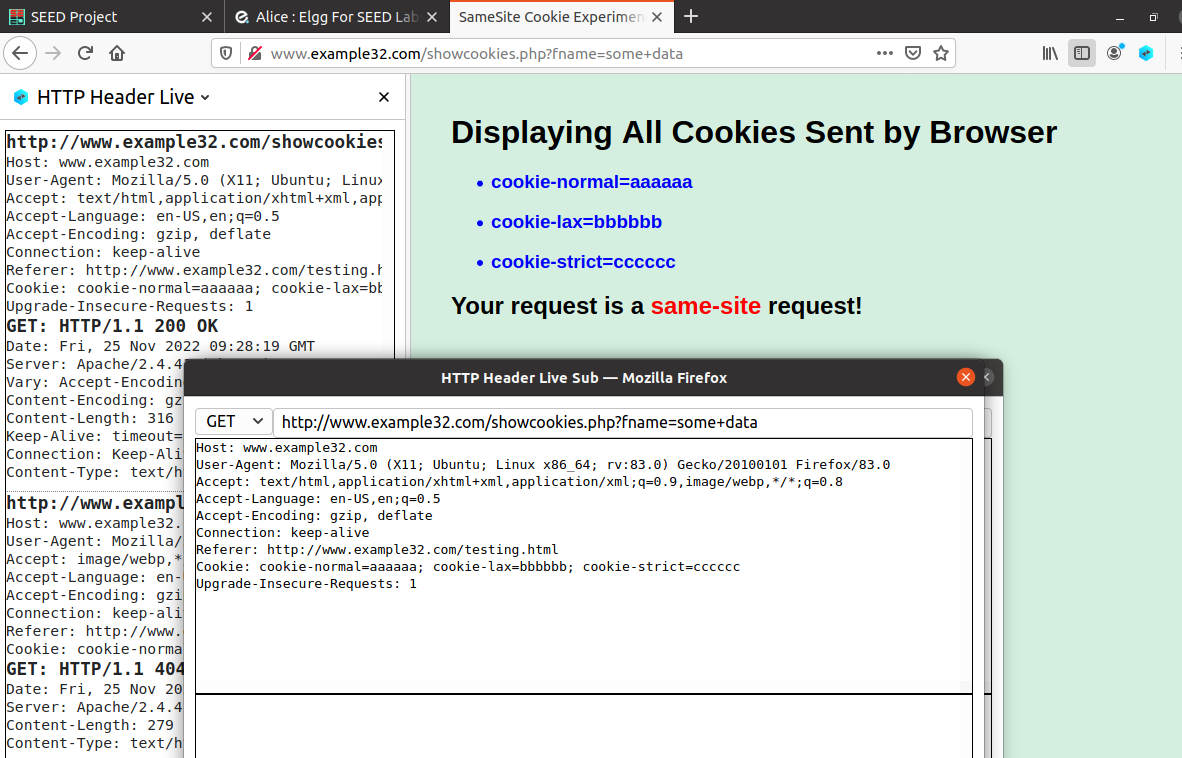 SEED Project
Alice : Elgg For SEED Lab
SameSite Cookie Experimen
www.example32.com/showcookies.php?fname=some+data
HTTP Header Live
http://www.example32.com/showcookies
Host: www.example32.com
User-Agent: Mozilla/5.0 (X11; Ubuntu; Linux
Accept: text/html,application/xhtml+xml,app
Accept-Language: en-US,en;q=0.5
Accept-Encoding: gzip, deflate
Connection: keep-alive
Referer: http://www.example32.com/testing.h
Cookie: cookie-normal=aaaaaa; cookie-lax=bb
Upgrade-Insecure-Requests: 1
GET: HTTP/1.1 200 OK
Date: Fri, 25 Nov 2022 09:28:19 GMT
Server: Apache/2.4.4
Vary: Accept-Encodin
Content-Encoding: gz
Content-Length: 316
Keep-Alive: timeout=
Connection: Keep-Ali
Content-Type: text/h
http://www.exampl
Host: www.example32.
User-Agent: Mozilla/
Accept: image/webp,*
Accept-Language: en-
Accept-Encoding: gzi
Connection: keep-ali
Referer: http://www.
Cookie: cookie-norma
GET: HTTP/1.1 404
Date: Fri, 25 Nov 20
Server: Apache/2.4.4
Content-Length: 279
Content-Type: text/h
Displaying All Cookies Sent by Browser
• cookie-normal=aaaaaa
• cookie-lax=bbbbbb
• cookie-strict=cccccc
Your request is a same-site request!
HTTP Header Live Sub — Mozilla Firefox
GET
http://www.example32.com/showcookies.php?fname=some+data
Host: www.example32.com
User-Agent: Mozilla/5.0 (X11; Ubuntu; Linux x86_64; rv:83.0) Gecko/20100101 Firefox/83.0
Accept: text/html,application/xhtml+xml,application/xml;q=0.9,image/webp,*/*;q=0.8
Accept-Language: en-US,en;q=0.5
Accept-Encoding: gzip, deflate
Connection: keep-alive
Referer: http://www.example32.com/testing.html
Cookie: cookie-normal=aaaaaa; cookie-lax=bbbbbb; cookie-strict=cccccc
Upgrade-Insecure-Requests: 1